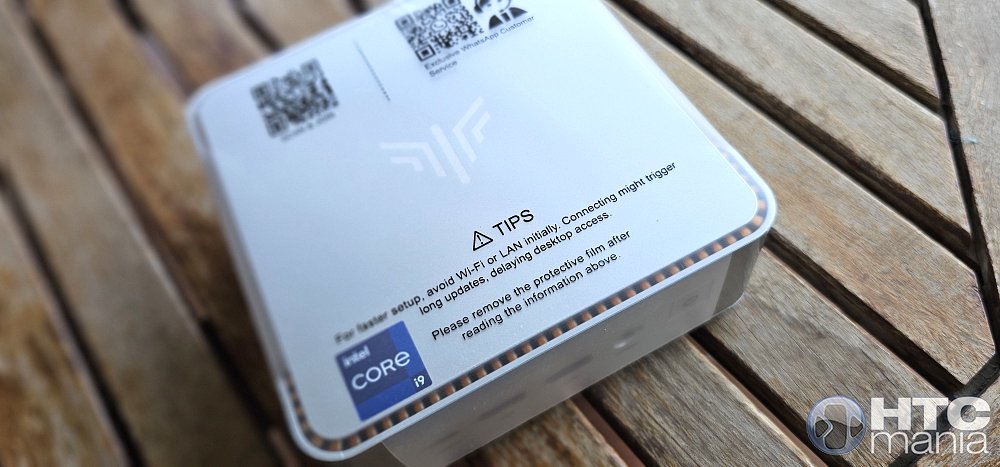 Exclusive WhatsApp Customer
Service
TIPS
For faster setup, avoid Wi-Fi or LAN initially. Connecting might trigger
long updates, delaying desktop access.
Please remove the protective film after
reading the information above.
intel
CORE
i9
HTC
mania